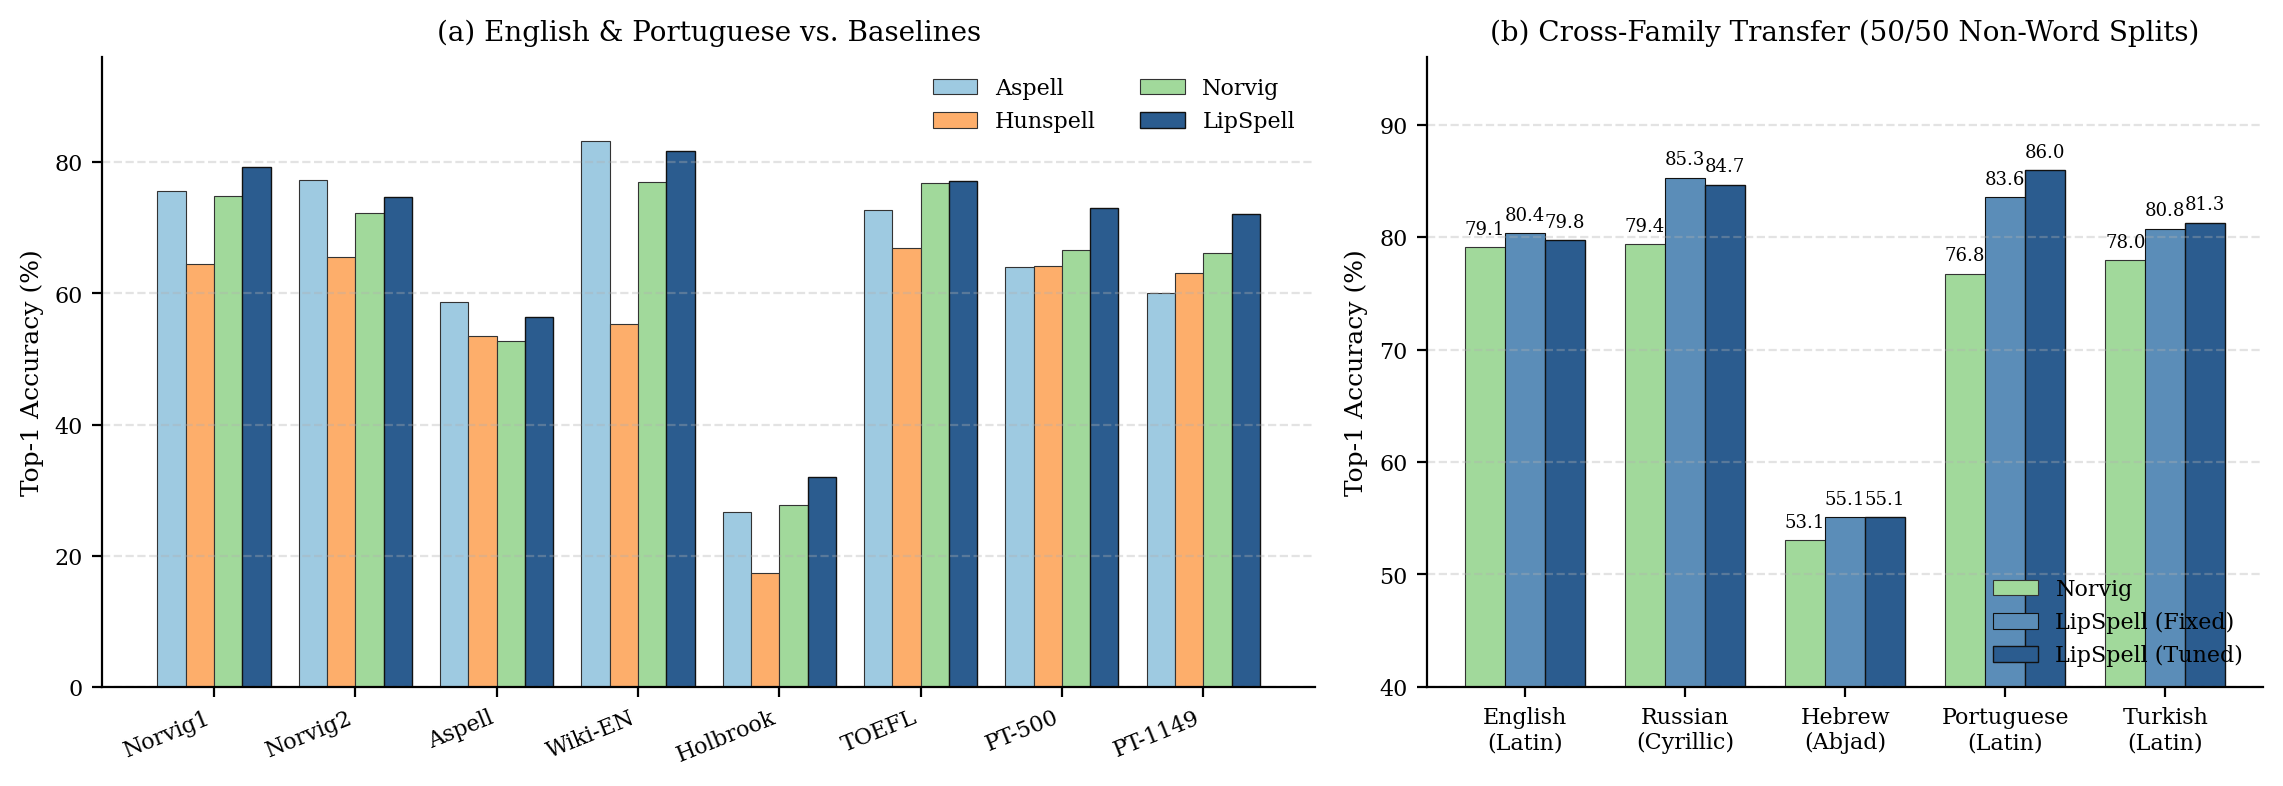 (a) English & Portuguese vs. Baselines
Aspell
Hunspell
Norvig
LipSpell
Top-1 Accuracy (%)
80
60
40
20
0
Norvig1
Norvig2
Aspell
Wiki-EN
Holbrook
TOEFL
PT-500
PT-1149
(b) Cross-Family Transfer (50/50 Non-Word Splits)
Top-1 Accuracy (%)
90
80
70
60
50
40
79.1
80.4
79.8
79.4
85.3
84.7
53.1
55.1
55.1
76.8
83.6
86.0
78.0
80.8
81.3
Norvig
LipSpell (Fixed)
LipSpell (Tuned)
English
(Latin)
Russian
(Cyrillic)
Hebrew
(Abjad)
Portuguese
(Latin)
Turkish
(Latin)